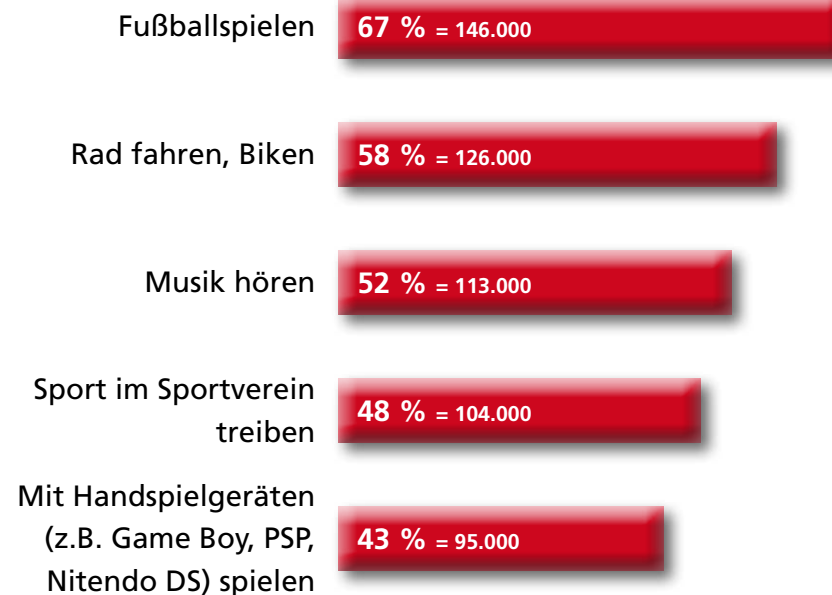 Fußballspielen 67 % = 146.000
Rad fahren, Biken 58 % = 126.000
Musik hören 52 % = 113.000
Sport im Sportverein
treiben 48 % = 104.000
Mit Handspielgeräten
(z.B. Game Boy, PSP, 43 % = 95.000
Nitendo DS) spielen